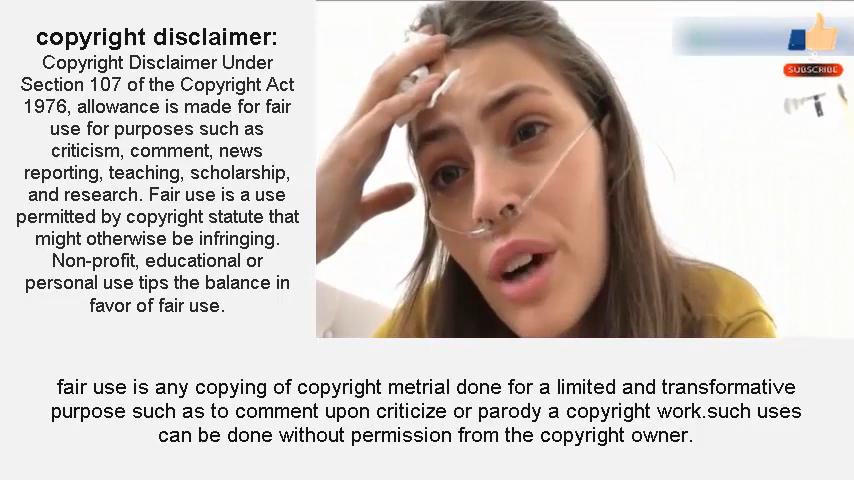 copyright disclaimer:
Copyright Disclaimer Under
Section 107 of the Copyright Act
1976, allowance is made for fair
use for purposes such as
criticism, comment, news
reporting, teaching, scholarship,
and research. Fair use is a use
permitted by copyright statute that
might otherwise be infringing.
Non-profit, educational or
personal use tips the balance in
favor of fair use.
SUBSCRIBE
fair use is any copying of copyright metrial done for a limited and transformative
purpose such as to comment upon criticize or parody a copyright work.such uses
can be done without permission from the copyright owner.